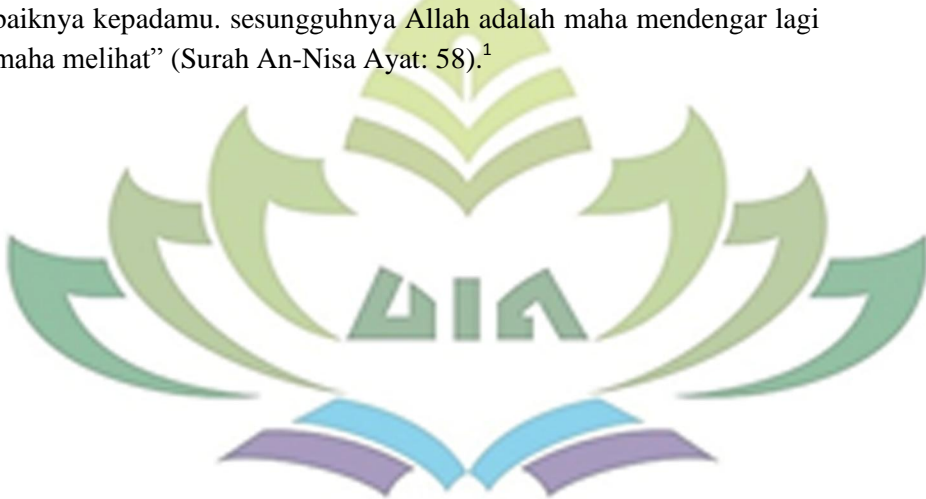 baiknya kepadamu. sesungguhnya Allah adalah maha mendengar lagi
maha melihat” (Surah An-Nisa Ayat: 58).¹